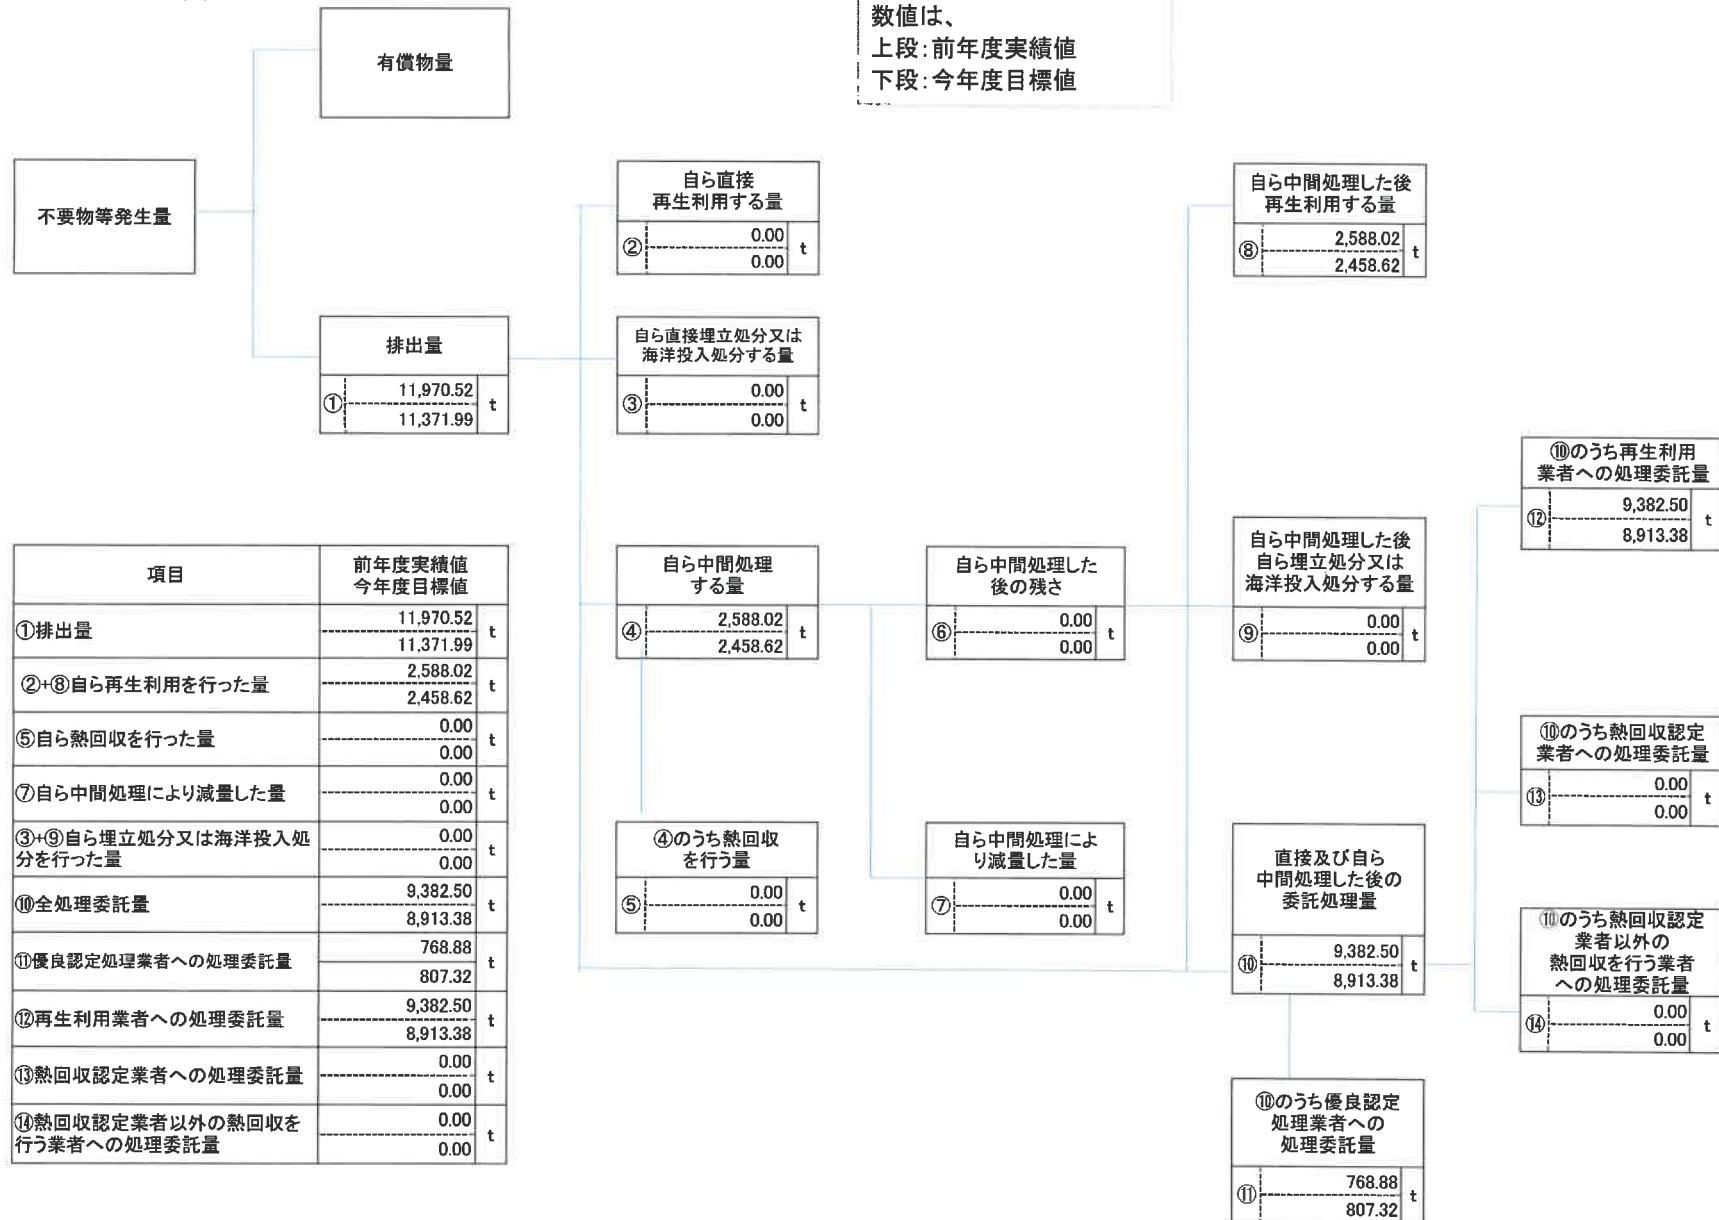 数値は、
上段:前年度実績値
下段:今年度目標値
有償物量
不要物等発生量
排出量
① 11,970.52 t
11,371.99
自ら直接
再生利用する量
② 0.00 t
0.00
自ら直接埋立処分又は
海洋投入処分する量
③ 0.00 t
0.00
自ら中間処理
する量
④ 2,588.02 t
2,458.62
④のうち熱回収
を行う量
⑤ 0.00 t
0.00
自ら中間処理した
後の残さ
⑥ 0.00 t
0.00
自ら中間処理によ
り減量した量
⑦ 0.00 t
0.00
自ら中間処理した後
再生利用する量
⑧ 2,588.02 t
2,458.62
自ら中間処理した後
自ら埋立処分又は
海洋投入処分する量
⑨ 0.00 t
0.00
直接及び自ら
中間処理した後の
委託処理量
⑩ 9,382.50 t
8,913.38
⑩のうち優良認定
処理業者への
処理委託量
⑪ 768.88 t
807.32
⑩のうち再生利用
業者への処理委託量
⑫ 9,382.50 t
8,913.38
⑩のうち熱回収認定
業者への処理委託量
⑬ 0.00 t
0.00
⑩のうち熱回収認定
業者以外の
熱回収を行う業者
への処理委託量
⑭ 0.00 t
0.00
項目 前年度実績値
今年度目標値
①排出量 11,970.52 t
11,371.99
②+⑧自ら再生利用を行った量 2,588.02 t
2,458.62
⑤自ら熱回収を行った量 0.00 t
0.00
⑦自ら中間処理により減量した量 0.00 t
0.00
③+⑨自ら埋立処分又は海洋投入処 0.00 t
分を行った量 0.00
⑩全処理委託量 9,382.50 t
8,913.38
⑪優良認定処理業者への処理委託量 768.88 t
807.32
⑫再生利用業者への処理委託量 9,382.50 t
8,913.38
⑬熱回収認定業者への処理委託量 0.00 t
0.00
⑭熱回収認定業者以外の熱回収を 0.00 t
行う業者への処理委託量 0.00